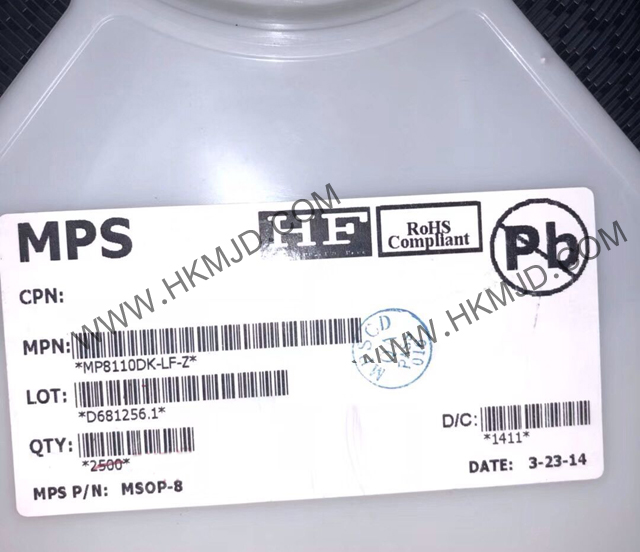 MPS
HF
RoHS
Compliant
Pb
CPN:
MPN:
*MP8110DK-LF-Z*
LOT:
*D681256.1*
QTY:
*2500*
D/C:
*1411*
MPS P/N: MSOP-8
DATE: 3-23-14
WWW.HKMJD.COM
WWW.HKMJD.COM